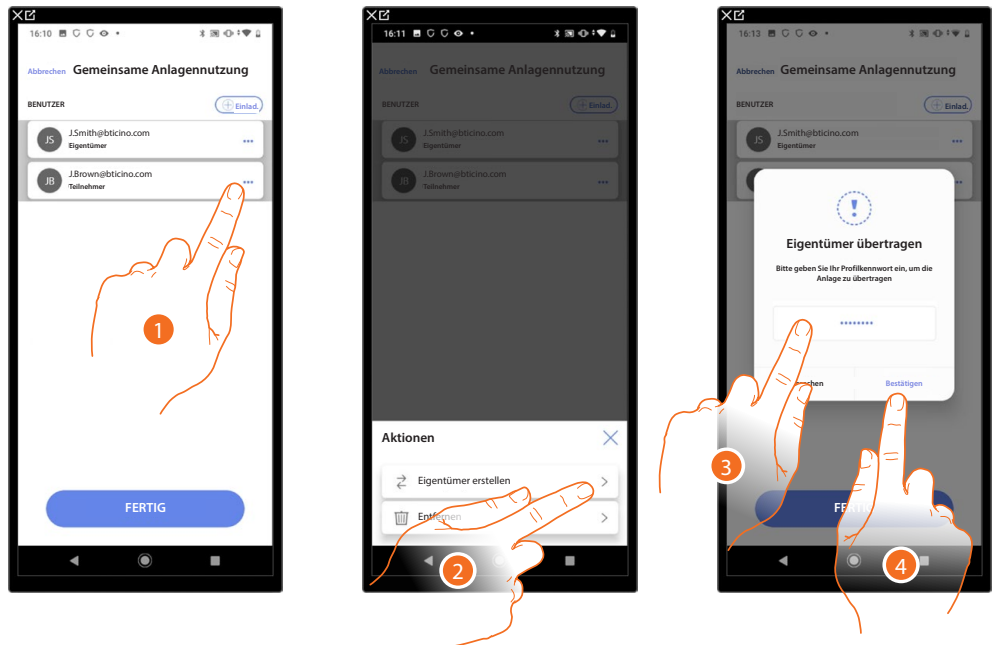 16:10
Abbrechen Gemeinsame Anlagennutzung
BENUTZER
Einlad.
JS
J.Smith@bticino.com
Eigentümer
JB
J.Brown@bticino.com
Teilnehmer
1
FERTIG
16:11
Abbrechen Gemeinsame Anlagennutzung
BENUTZER
Einlad.
JS
J.Smith@bticino.com
Eigentümer
JB
J.Brown@bticino.com
Teilnehmer
Aktionen
Eigentümer erstellen
Entfernen
2
16:13
Abbrechen Gemeinsame Anlagennutzung
BENUTZER
Einlad.
JS
J.Smith@bticino.com
Eigentümer
Eigentümer übertragen
Bitte geben Sie Ihr Profilkennwort ein, um die
Anlage zu übertragen
••••••••
Bestätigen
3
4